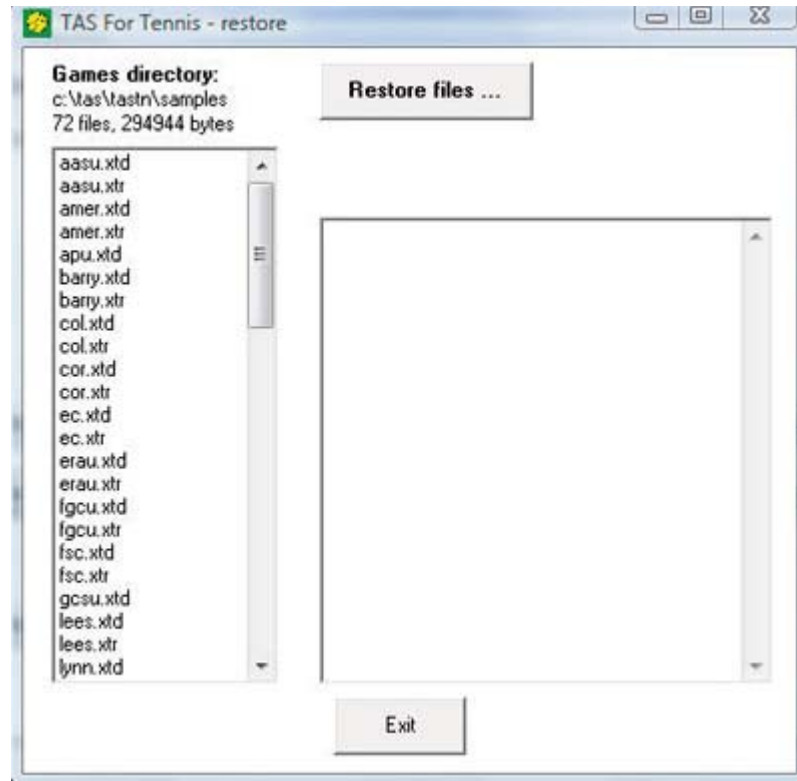 TAS For Tennis - restore
Games directory:
c:\tas\tastn\samples
72 files, 294944 bytes
Restore files ...
aasu.xtd
aasu.xtr
amer.xtd
amer.xtr
apu.xtd
barry.xtd
barry.xtr
col.xtd
col.xtr
cor.xtd
cor.xtr
ec.xtd
ec.xtr
erau.xtd
erau.xtr
fgcu.xtd
fgcu.xtr
fsc.xtd
fsc.xtr
gcsu.xtd
lees.xtd
lees.xtr
lynn.xtd
Exit